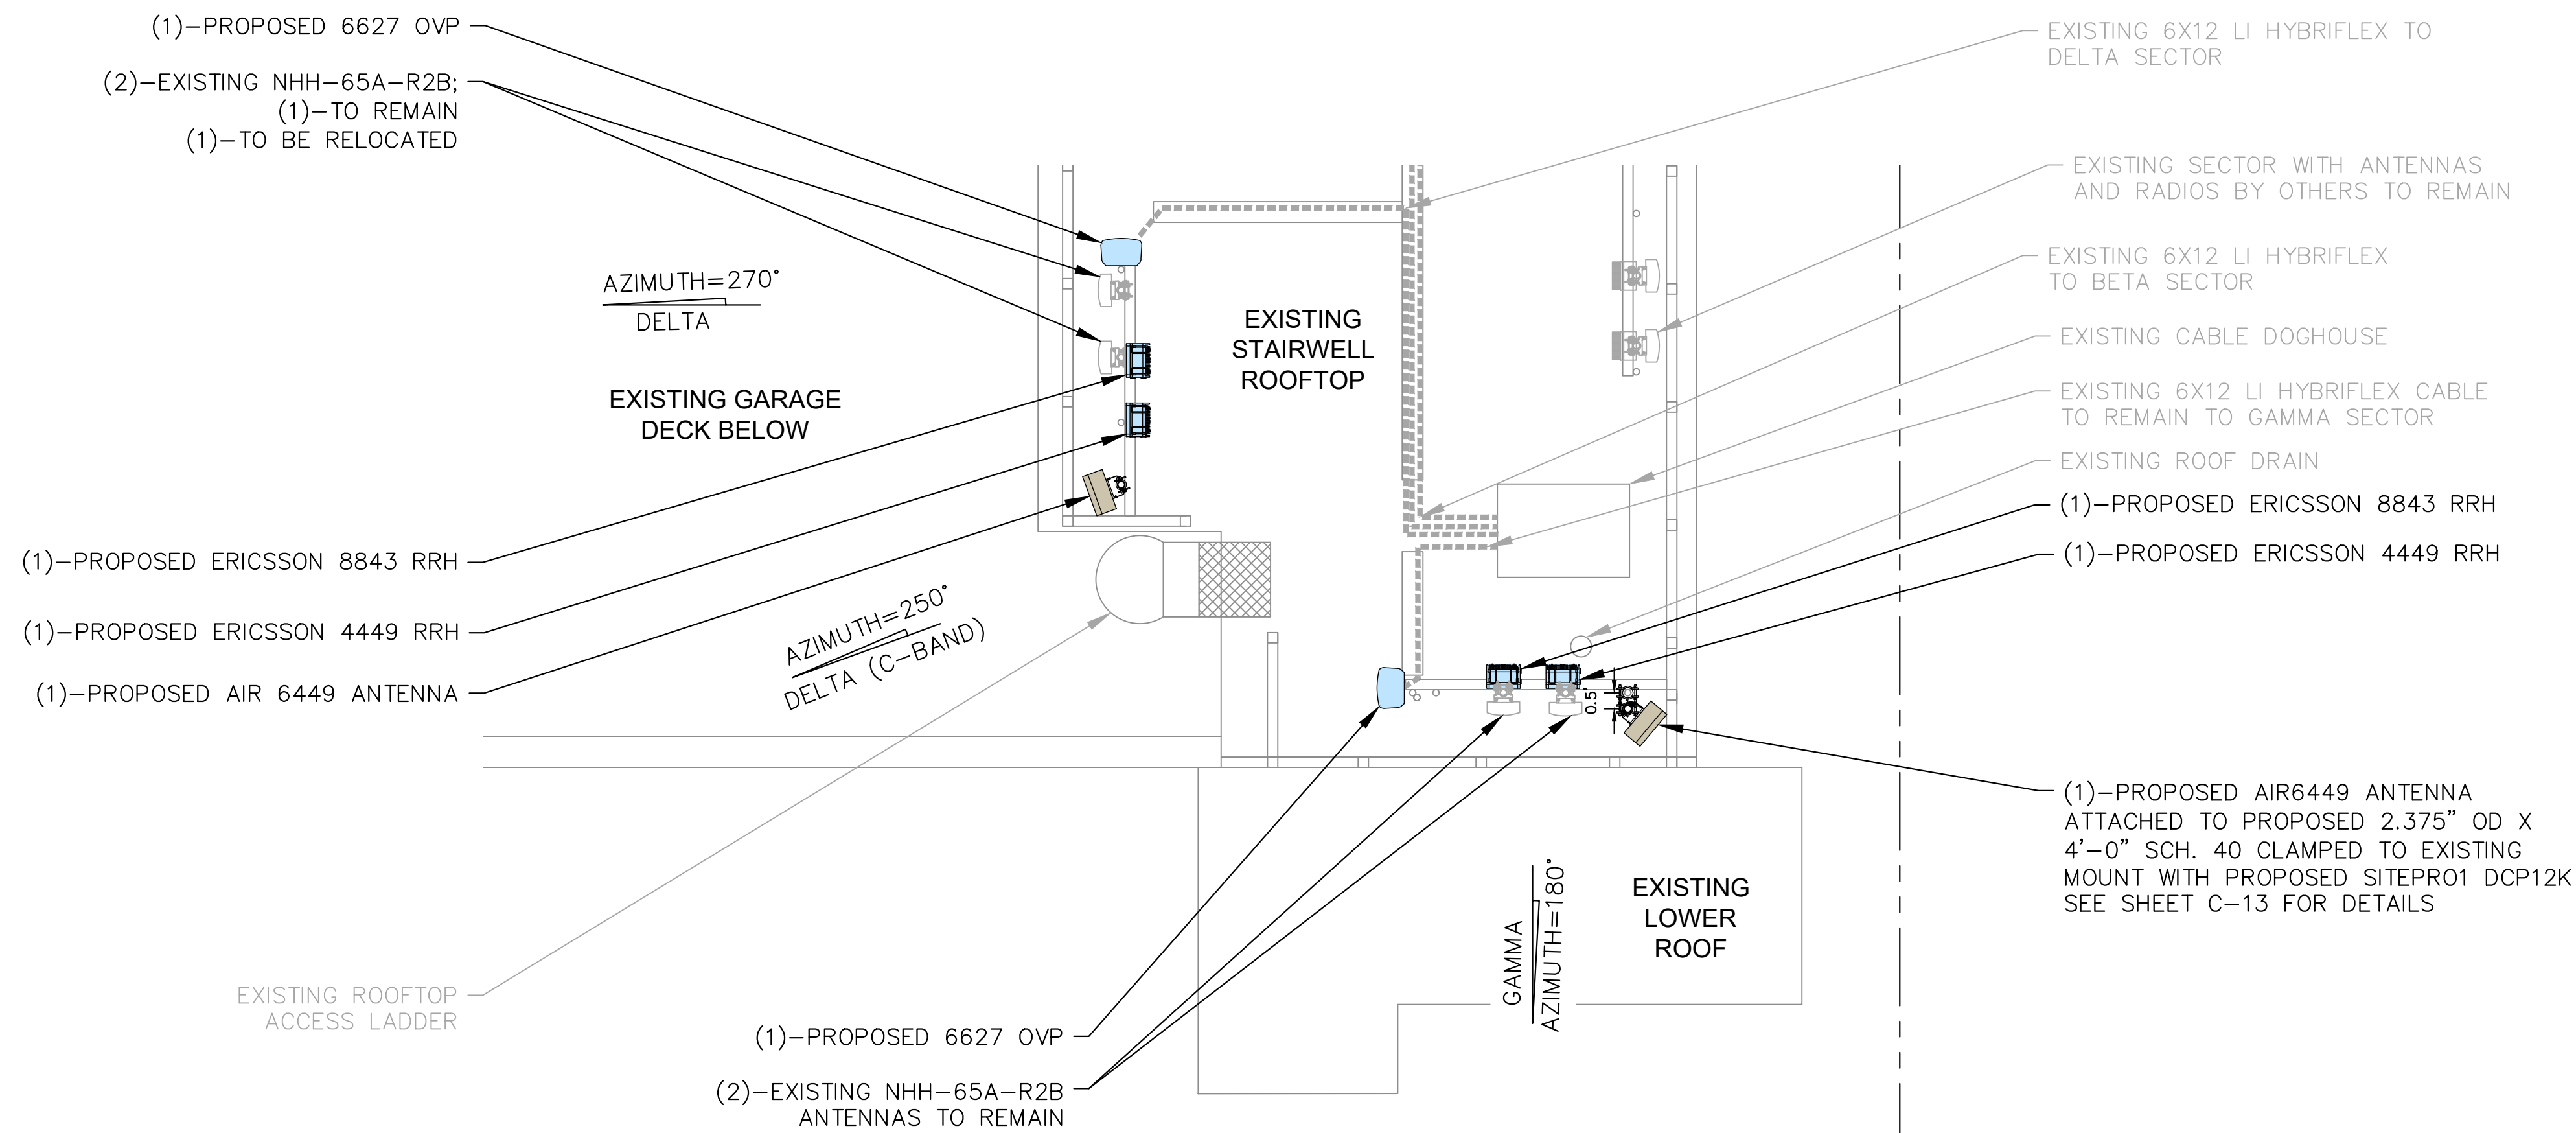 (1)-PROPOSED 6627 OVP
(2)-EXISTING NHH-65A-R2B;
(1)-TO REMAIN
(1)-TO BE RELOCATED
AZIMUTH=270°
DELTA
EXISTING GARAGE
DECK BELOW
(1)-PROPOSED ERICSSON 8843 RRH
(1)-PROPOSED ERICSSON 4449 RRH
(1)-PROPOSED AIR 6449 ANTENNA
AZIMUTH=250°
DELTA (C-BAND)
EXISTING ROOFTOP
ACCESS LADDER
EXISTING
STAIRWELL
ROOFTOP
(1)-PROPOSED 6627 OVP
(2)-EXISTING NHH-65A-R2B
ANTENNAS TO REMAIN
0.5'
GAMMA
AZIMUTH=180°
EXISTING
LOWER
ROOF
EXISTING 6X12 LI HYBRIFLEX TO
DELTA SECTOR
EXISTING SECTOR WITH ANTENNAS
AND RADIOS BY OTHERS TO REMAIN
EXISTING 6X12 LI HYBRIFLEX
TO BETA SECTOR
EXISTING CABLE DOGHOUSE
EXISTING 6X12 LI HYBRIFLEX CABLE
TO REMAIN TO GAMMA SECTOR
EXISTING ROOF DRAIN
(1)-PROPOSED ERICSSON 8843 RRH
(1)-PROPOSED ERICSSON 4449 RRH
(1)-PROPOSED AIR6449 ANTENNA
ATTACHED TO PROPOSED 2.375" OD X
4'-0" SCH. 40 CLAMPED TO EXISTING
MOUNT WITH PROPOSED SITEPRO1 DCP12K
SEE SHEET C-13 FOR DETAILS